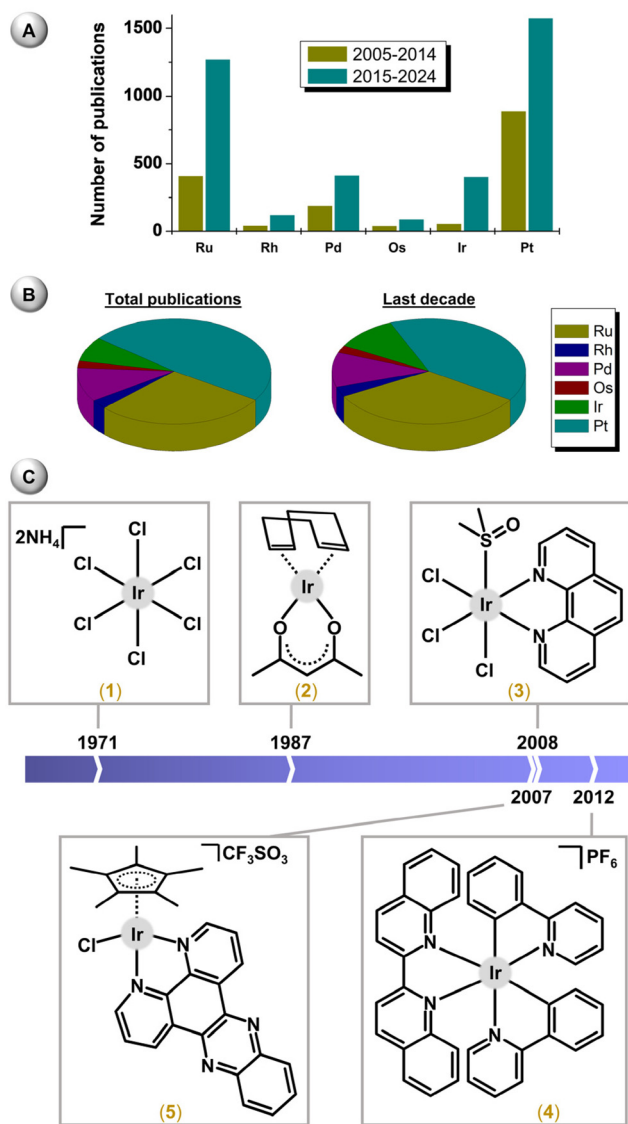 A
Number of publications
1500
1000
500
0
2005-2014
2015-2024
Ru Rh Pd Os Ir Pt
B
Total publications Last decade
Ru
Rh
Pd
Os
Ir
Pt
C
2NH₄
Cl
Cl Cl
Ir
Cl Cl
Cl
(1)
Ir
O O
(2)
S O
Cl N
Ir
Cl N
Cl
(3)
1971 1987 2008
2007 2012
CF₃SO₃
Ir
Cl N
N
N
N
(5)
PF₆
N N
Ir
N N
(4)